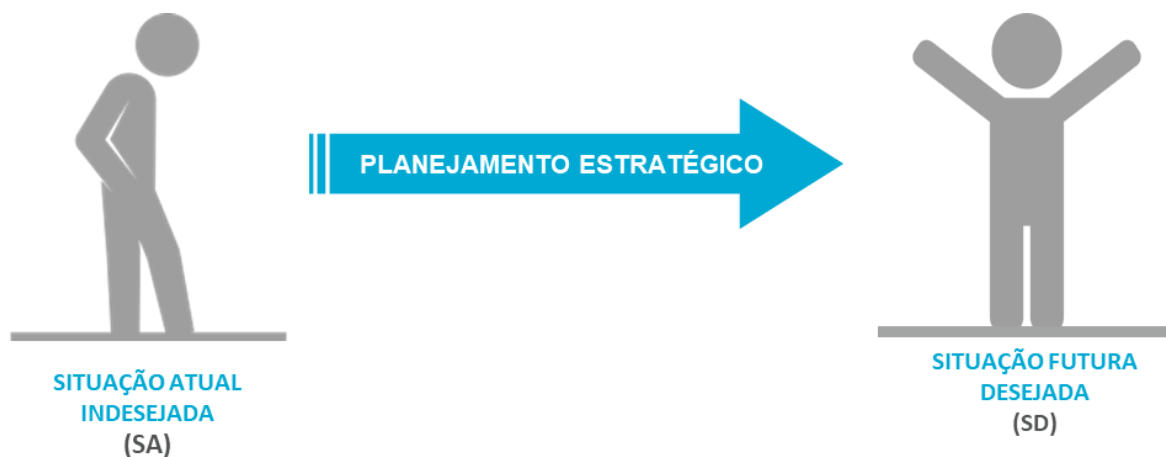 PLANEJAMENTO ESTRATÉGICO
SITUAÇÃO ATUAL
INDESEJADA
(SA)
SITUAÇÃO FUTURA
DESEJADA
(SD)